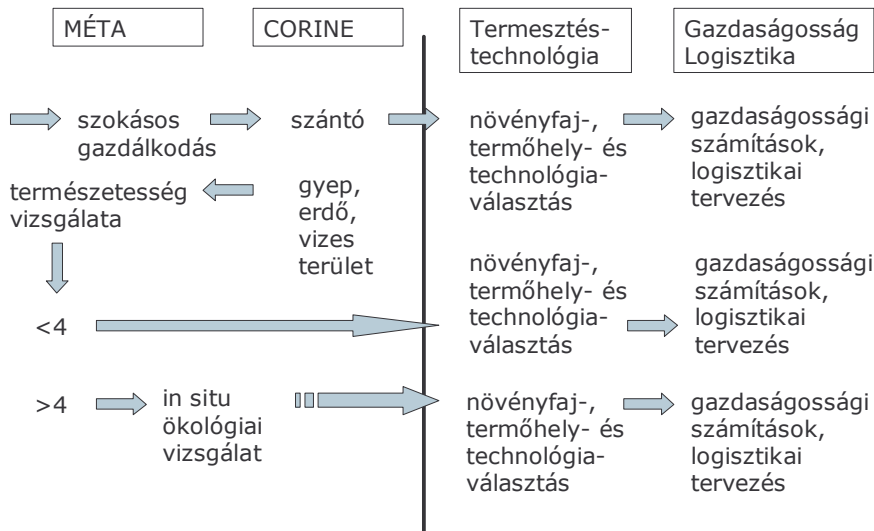 MÉTA
CORINE
Termesztés-
technológia
Gazdaságosság
Logisztika
szokásos
gazdálkodás
szántó
növényfaj-,
termőhely- és
technológia-
választás
gazdaságossági
számítások,
logisztikai
tervezés
természetesség
vizsgálata
gyep,
erdő,
vizes
terület
<4
növényfaj-,
termőhely- és
technológia-
választás
gazdaságossági
számítások,
logisztikai
tervezés
>4
in situ
ökológiai
vizsgálat
növényfaj-,
termőhely- és
technológia-
választás
gazdaságossági
számítások,
logisztikai
tervezés